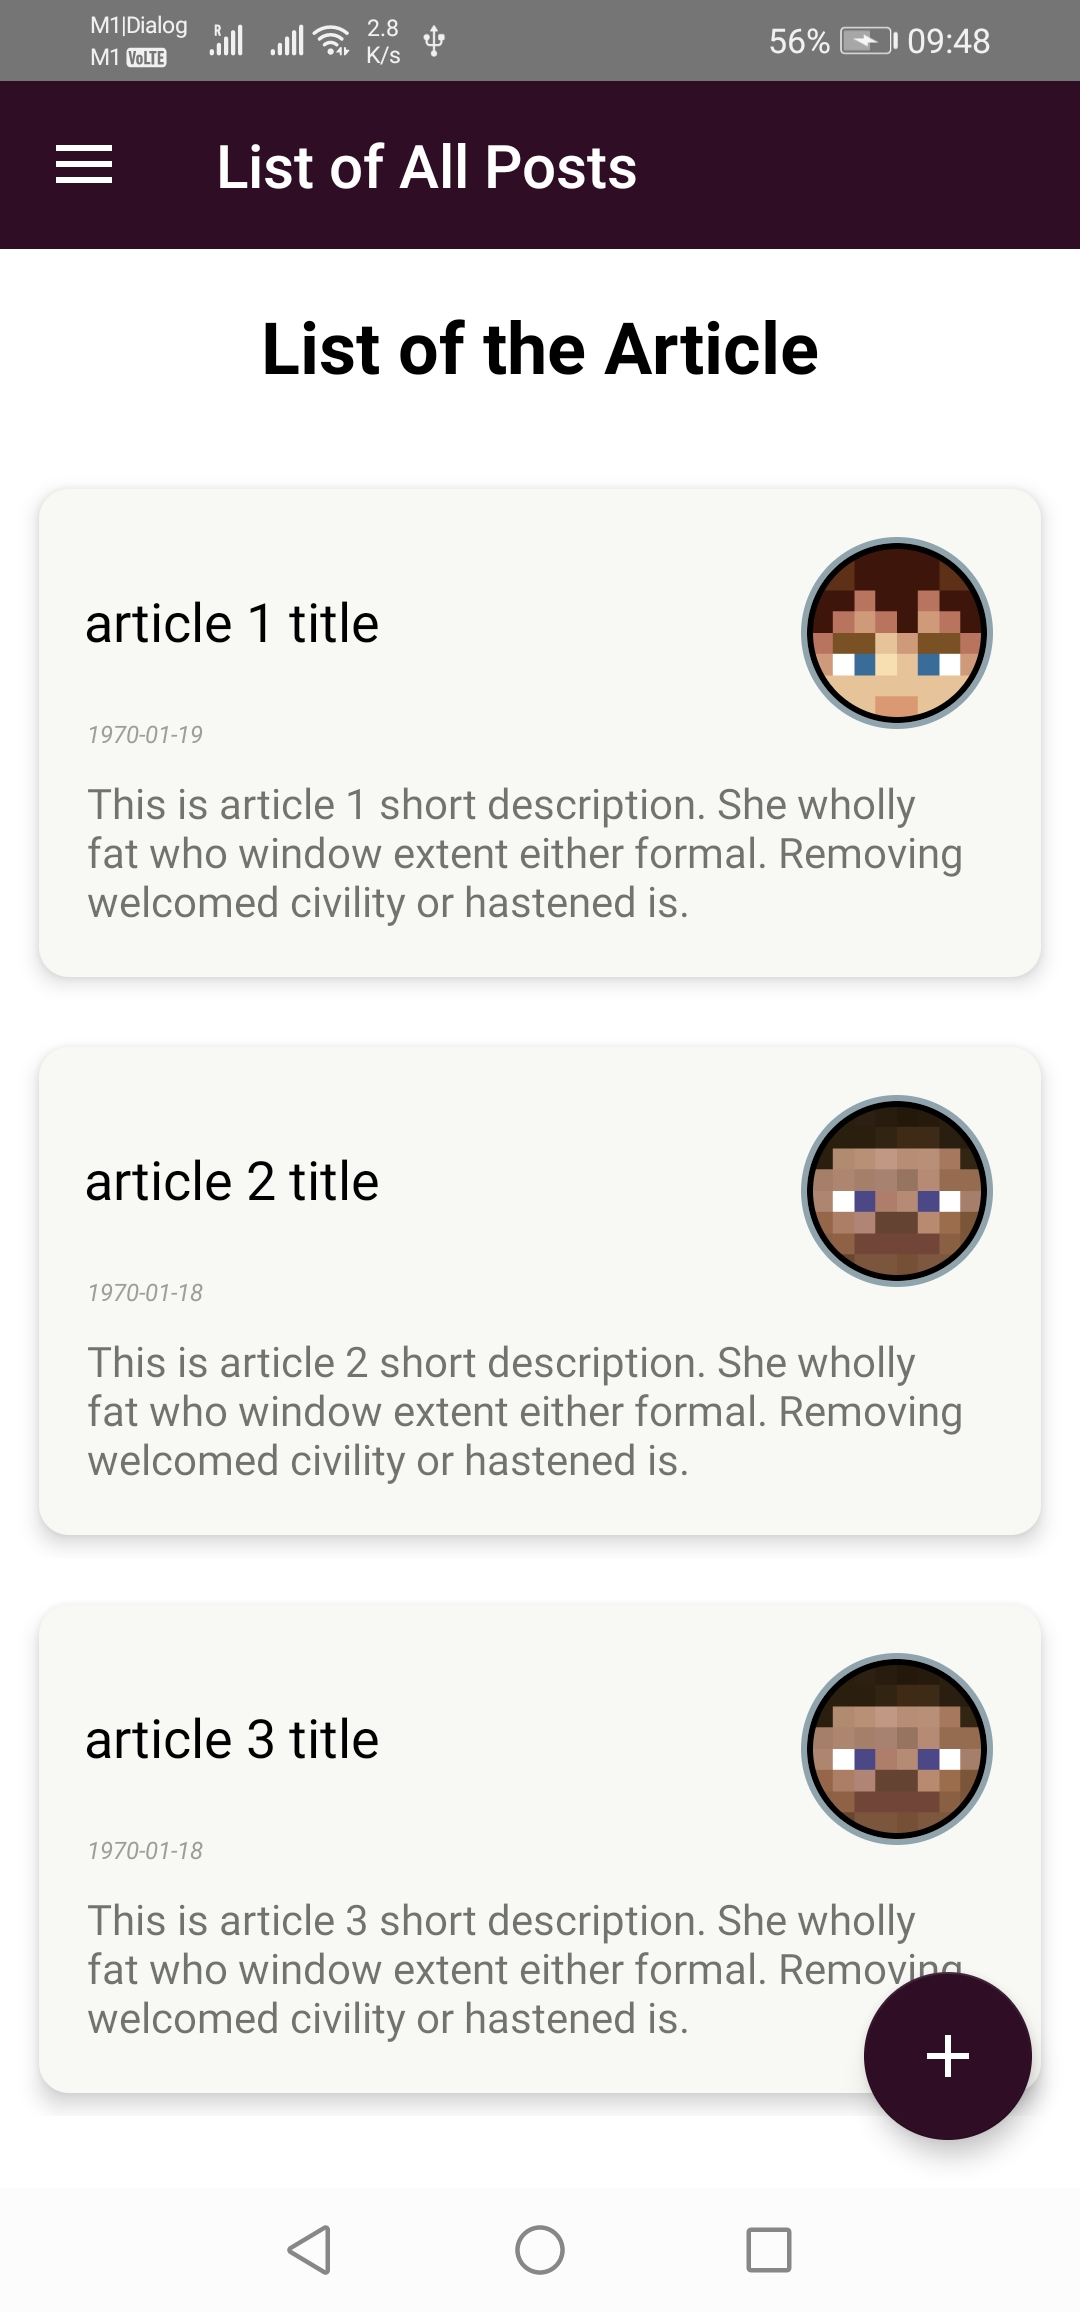 M1|Dialog
M1 VoLTE
R
2.8
K/s
56%
09:48
List of All Posts
List of the Article
article 1 title
1970-01-19
This is article 1 short description. She wholly
fat who window extent either formal. Removing
welcomed civility or hastened is.
article 2 title
1970-01-18
This is article 2 short description. She wholly
fat who window extent either formal. Removing
welcomed civility or hastened is.
article 3 title
1970-01-18
This is article 3 short description. She wholly
fat who window extent either formal. Removing
welcomed civility or hastened is.